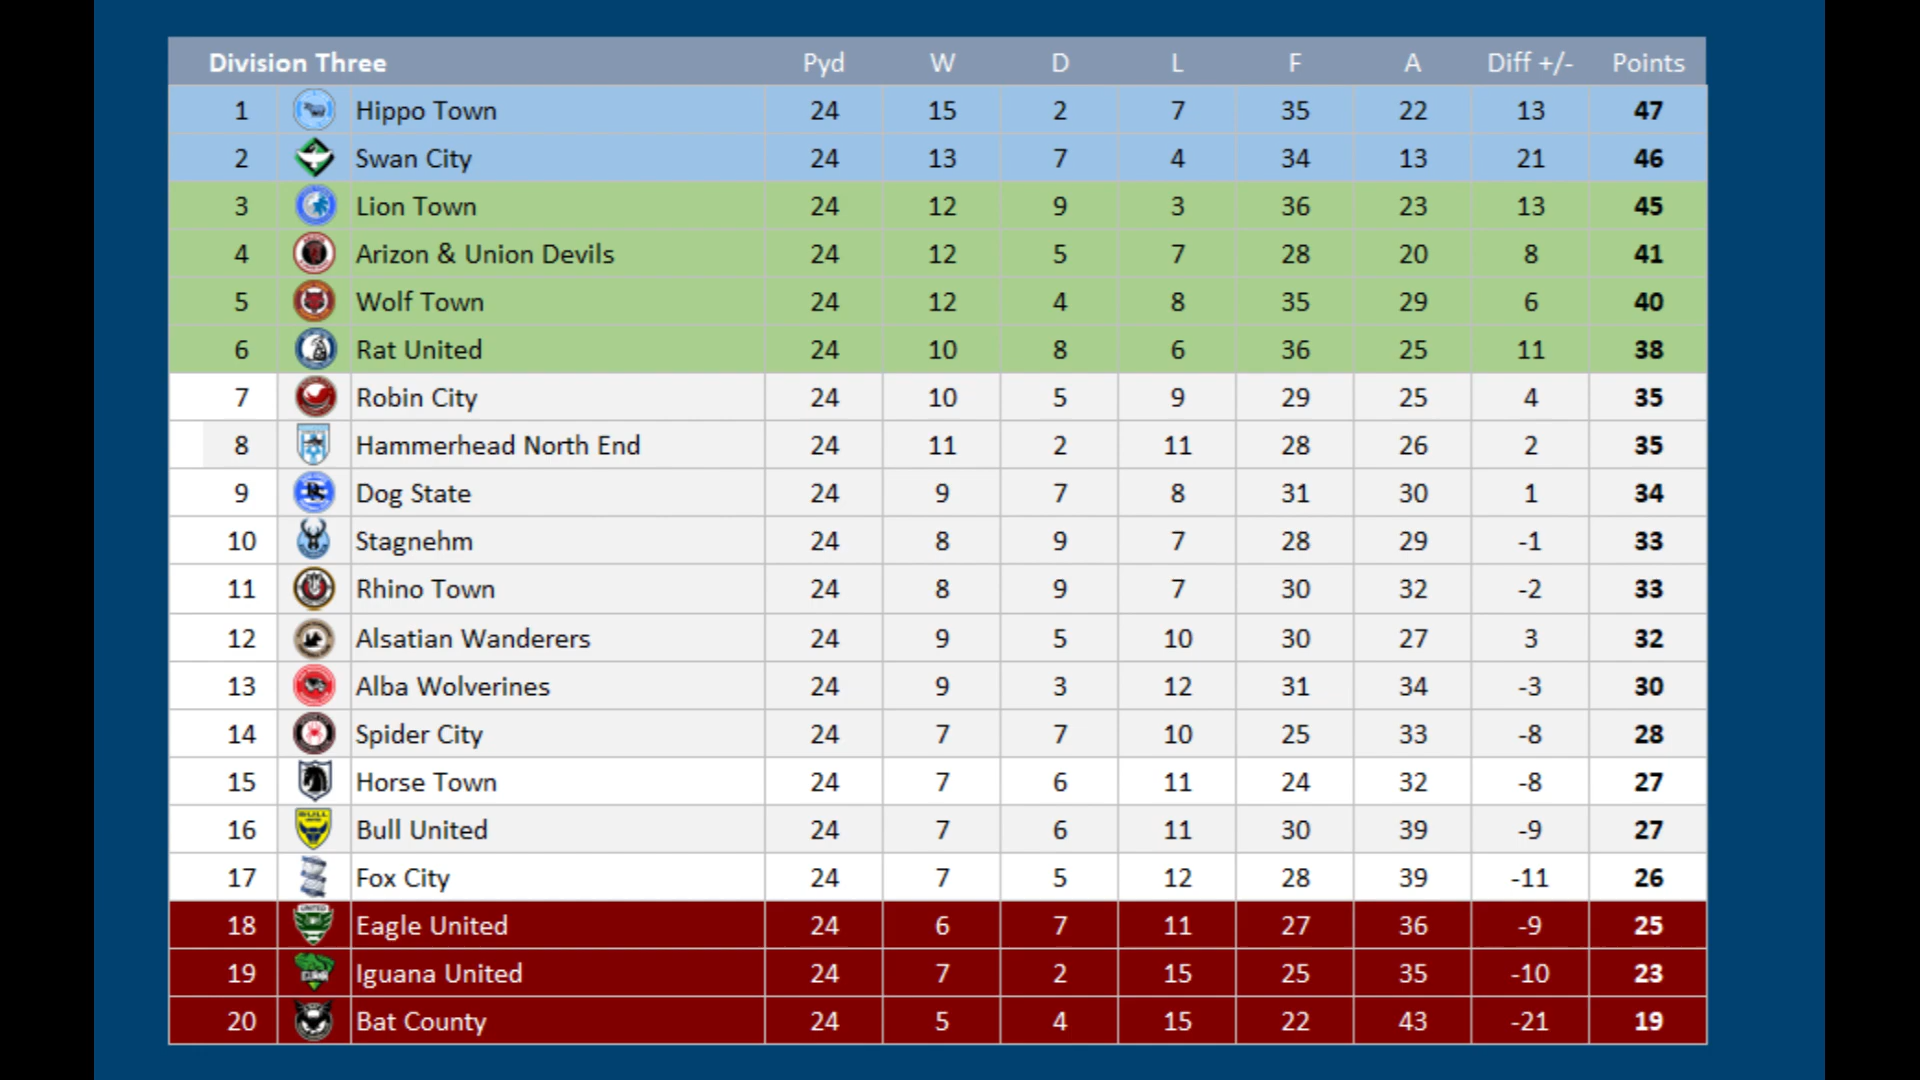 Division Three Pyd W D L F A Diff +/- Points
1 Hippo Town 24 15 2 7 35 22 13 47
2 Swan City 24 13 7 4 34 13 21 46
3 Lion Town 24 12 9 3 36 23 13 45
4 Arizon & Union Devils 24 12 5 7 28 20 8 41
5 Wolf Town 24 12 4 8 35 29 6 40
6 Rat United 24 10 8 6 36 25 11 38
7 Robin City 24 10 5 9 29 25 4 35
8 Hammerhead North End 24 11 2 11 28 26 2 35
9 Dog State 24 9 7 8 31 30 1 34
10 Stagnehm 24 8 9 7 28 29 -1 33
11 Rhino Town 24 8 9 7 30 32 -2 33
12 Alsatian Wanderers 24 9 5 10 30 27 3 32
13 Alba Wolverines 24 9 3 12 31 34 -3 30
14 Spider City 24 7 7 10 25 33 -8 28
15 Horse Town 24 7 6 11 24 32 -8 27
16 Bull United 24 7 6 11 30 39 -9 27
17 Fox City 24 7 5 12 28 39 -11 26
18 Eagle United 24 6 7 11 27 36 -9 25
19 Iguana United 24 7 2 15 25 35 -10 23
20 Bat County 24 5 4 15 22 43 -21 19